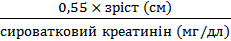 0,55 × зріст (см)
сироватковий креатинін (мг/дл)